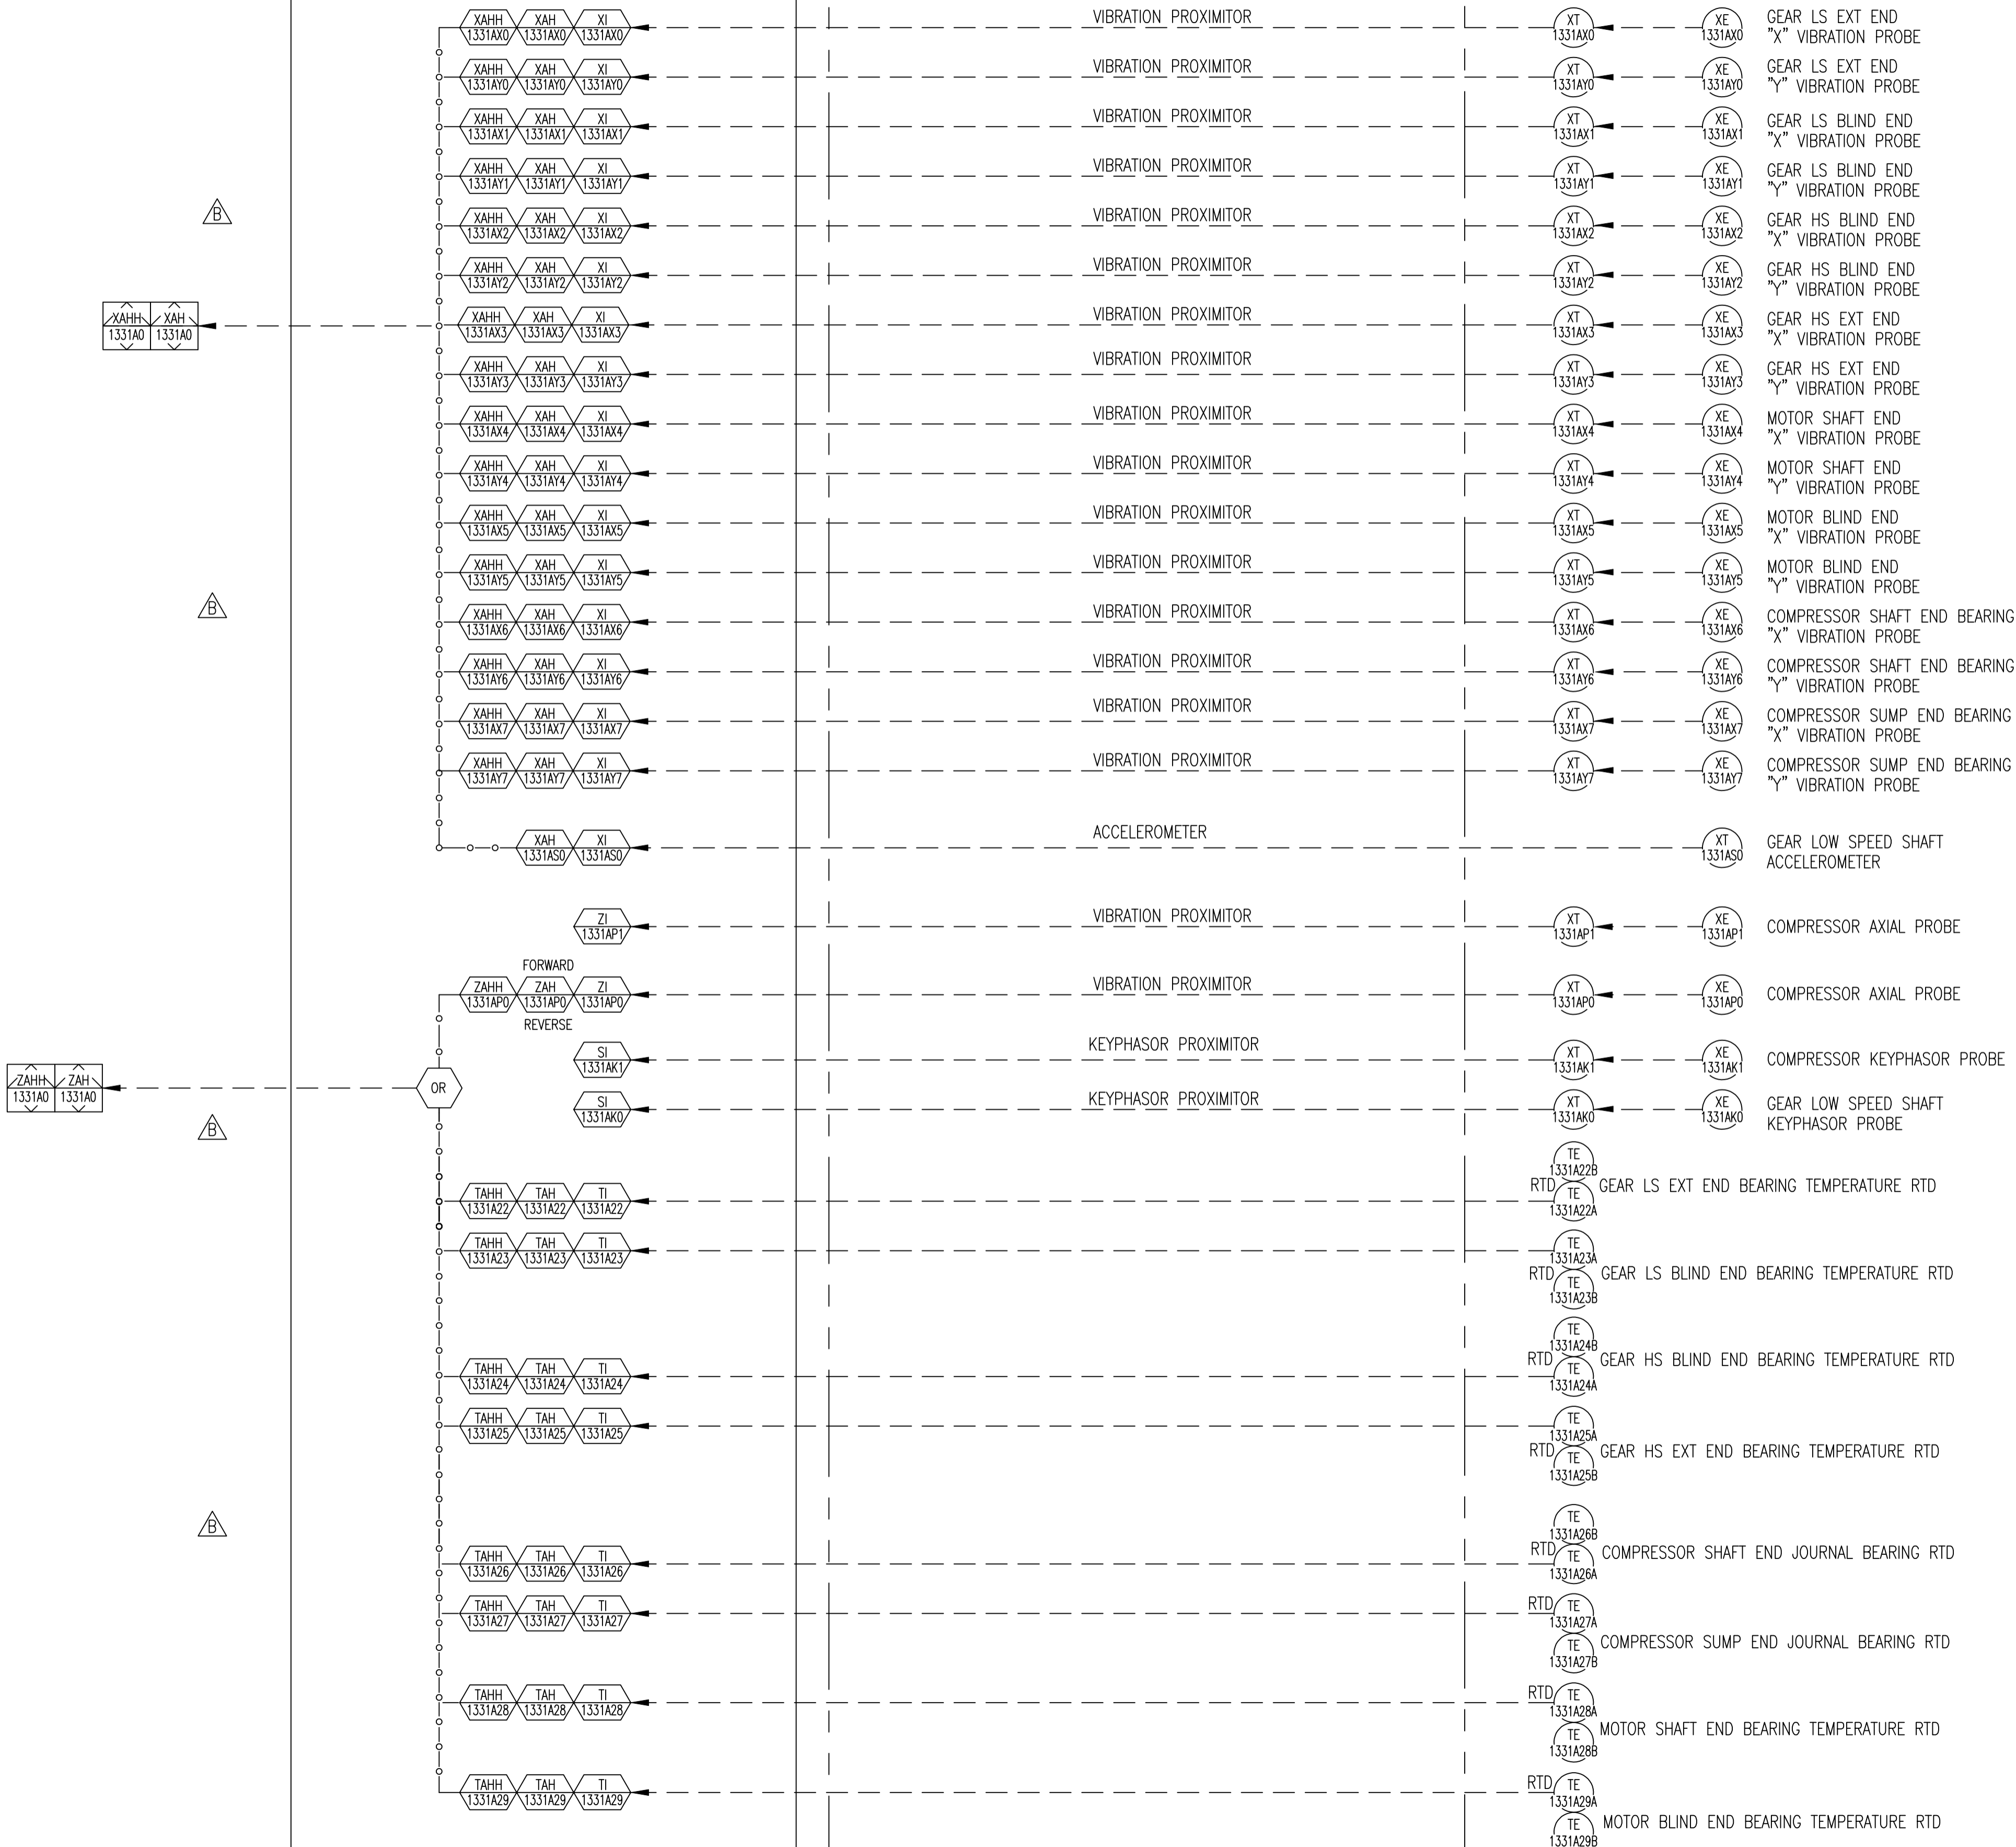 XAHH XAH XI VIBRATION PROXIMITOR XT XE GEAR LS EXT END
1331AX0 1331AX0 1331AX0 1331AX0 1331AX0 "X" VIBRATION PROBE
XAHH XAH XI VIBRATION PROXIMITOR XT XE GEAR LS EXT END
1331AY0 1331AY0 1331AY0 1331AY0 1331AY0 "Y" VIBRATION PROBE
XAHH XAH XI VIBRATION PROXIMITOR XT XE GEAR LS BLIND END
1331AX1 1331AX1 1331AX1 1331AX1 1331AX1 "X" VIBRATION PROBE
XAHH XAH XI VIBRATION PROXIMITOR XT XE GEAR LS BLIND END
1331AY1 1331AY1 1331AY1 1331AY1 1331AY1 "Y" VIBRATION PROBE
B
XAHH XAH XI VIBRATION PROXIMITOR XT XE GEAR HS BLIND END
1331AX2 1331AX2 1331AX2 1331AX2 1331AX2 "X" VIBRATION PROBE
XAHH XAH XI VIBRATION PROXIMITOR XT XE GEAR HS BLIND END
1331AY2 1331AY2 1331AY2 1331AY2 1331AY2 "Y" VIBRATION PROBE
XAHH XAH XAHH XAH XI VIBRATION PROXIMITOR XT XE GEAR HS EXT END
1331A0 1331A0 1331AX3 1331AX3 1331AX3 1331AX3 1331AX3 "X" VIBRATION PROBE
XAHH XAH XI VIBRATION PROXIMITOR XT XE GEAR HS EXT END
1331AY3 1331AY3 1331AY3 1331AY3 1331AY3 "Y" VIBRATION PROBE
XAHH XAH XI VIBRATION PROXIMITOR XT XE MOTOR SHAFT END
1331AX4 1331AX4 1331AX4 1331AX4 1331AX4 "X" VIBRATION PROBE
XAHH XAH XI VIBRATION PROXIMITOR XT XE MOTOR SHAFT END
1331AY4 1331AY4 1331AY4 1331AY4 1331AY4 "Y" VIBRATION PROBE
XAHH XAH XI VIBRATION PROXIMITOR XT XE MOTOR BLIND END
1331AX5 1331AX5 1331AX5 1331AX5 1331AX5 "X" VIBRATION PROBE
XAHH XAH XI VIBRATION PROXIMITOR XT XE MOTOR BLIND END
1331AY5 1331AY5 1331AY5 1331AY5 1331AY5 "Y" VIBRATION PROBE
B
XAHH XAH XI VIBRATION PROXIMITOR XT XE COMPRESSOR SHAFT END BEARING
1331AX6 1331AX6 1331AX6 1331AX6 1331AX6 "X" VIBRATION PROBE
XAHH XAH XI VIBRATION PROXIMITOR XT XE COMPRESSOR SHAFT END BEARING
1331AY6 1331AY6 1331AY6 1331AY6 1331AY6 "Y" VIBRATION PROBE
XAHH XAH XI VIBRATION PROXIMITOR XT XE COMPRESSOR SUMP END BEARING
1331AX7 1331AX7 1331AX7 1331AX7 1331AX7 "X" VIBRATION PROBE
XAHH XAH XI VIBRATION PROXIMITOR XT XE COMPRESSOR SUMP END BEARING
1331AY7 1331AY7 1331AY7 1331AY7 1331AY7 "Y" VIBRATION PROBE
XAH XI ACCELEROMETER XT GEAR LOW SPEED SHAFT
1331AS0 1331AS0 1331AS0 ACCELEROMETER
ZI VIBRATION PROXIMITOR XT XE COMPRESSOR AXIAL PROBE
1331AP1 1331AP1 1331AP1
FORWARD
ZAHH ZAH ZI VIBRATION PROXIMITOR XT XE COMPRESSOR AXIAL PROBE
1331AP0 1331AP0 1331AP0 1331AP0 1331AP0
REVERSE
SI KEYPHASOR PROXIMITOR XT XE COMPRESSOR KEYPHASOR PROBE
1331AK1 1331AK1 1331AK1
ZAHH ZAH OR
1331A0 1331A0
SI KEYPHASOR PROXIMITOR XT XE GEAR LOW SPEED SHAFT
1331AK0 1331AK0 1331AK0 KEYPHASOR PROBE
B
TE
1331A22B
TAHH TAH TI RTD TE GEAR LS EXT END BEARING TEMPERATURE RTD
1331A22 1331A22 1331A22 1331A22A
TAHH TAH TI TE
1331A23 1331A23 1331A23 1331A23A
RTD TE GEAR LS BLIND END BEARING TEMPERATURE RTD
1331A23B
TE
1331A24B
TAHH TAH TI RTD TE GEAR HS BLIND END BEARING TEMPERATURE RTD
1331A24 1331A24 1331A24 1331A24A
TAHH TAH TI TE
1331A25 1331A25 1331A25 1331A25A
RTD TE GEAR HS EXT END BEARING TEMPERATURE RTD
1331A25B
B
TE
1331A26B
TAHH TAH TI RTD TE COMPRESSOR SHAFT END JOURNAL BEARING RTD
1331A26 1331A26 1331A26 1331A26A
TAHH TAH TI RTD TE
1331A27 1331A27 1331A27 1331A27A
TE COMPRESSOR SUMP END JOURNAL BEARING RTD
1331A27B
TAHH TAH TI RTD TE
1331A28 1331A28 1331A28 1331A28A
TE MOTOR SHAFT END BEARING TEMPERATURE RTD
1331A28B
TAHH TAH TI RTD TE
1331A29 1331A29 1331A29 1331A29A
TE MOTOR BLIND END BEARING TEMPERATURE RTD
1331A29B